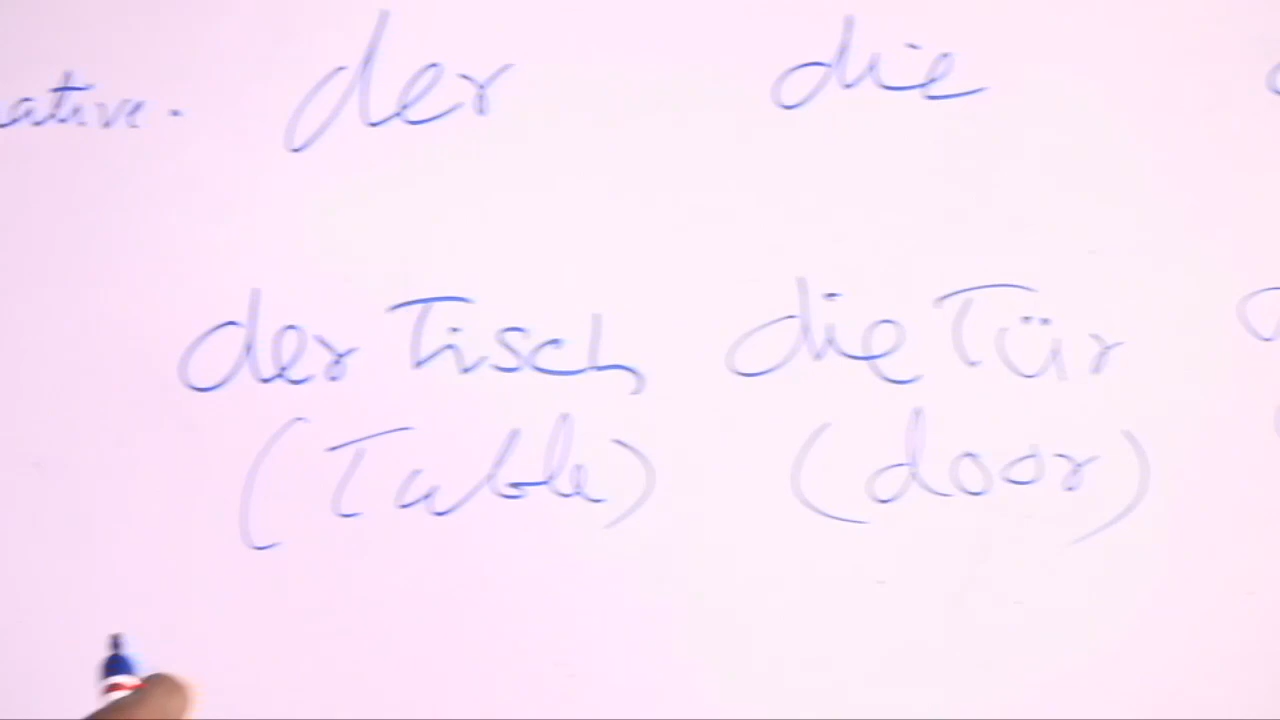 ative. der die
der Tisch die Tür
(Table) (door)